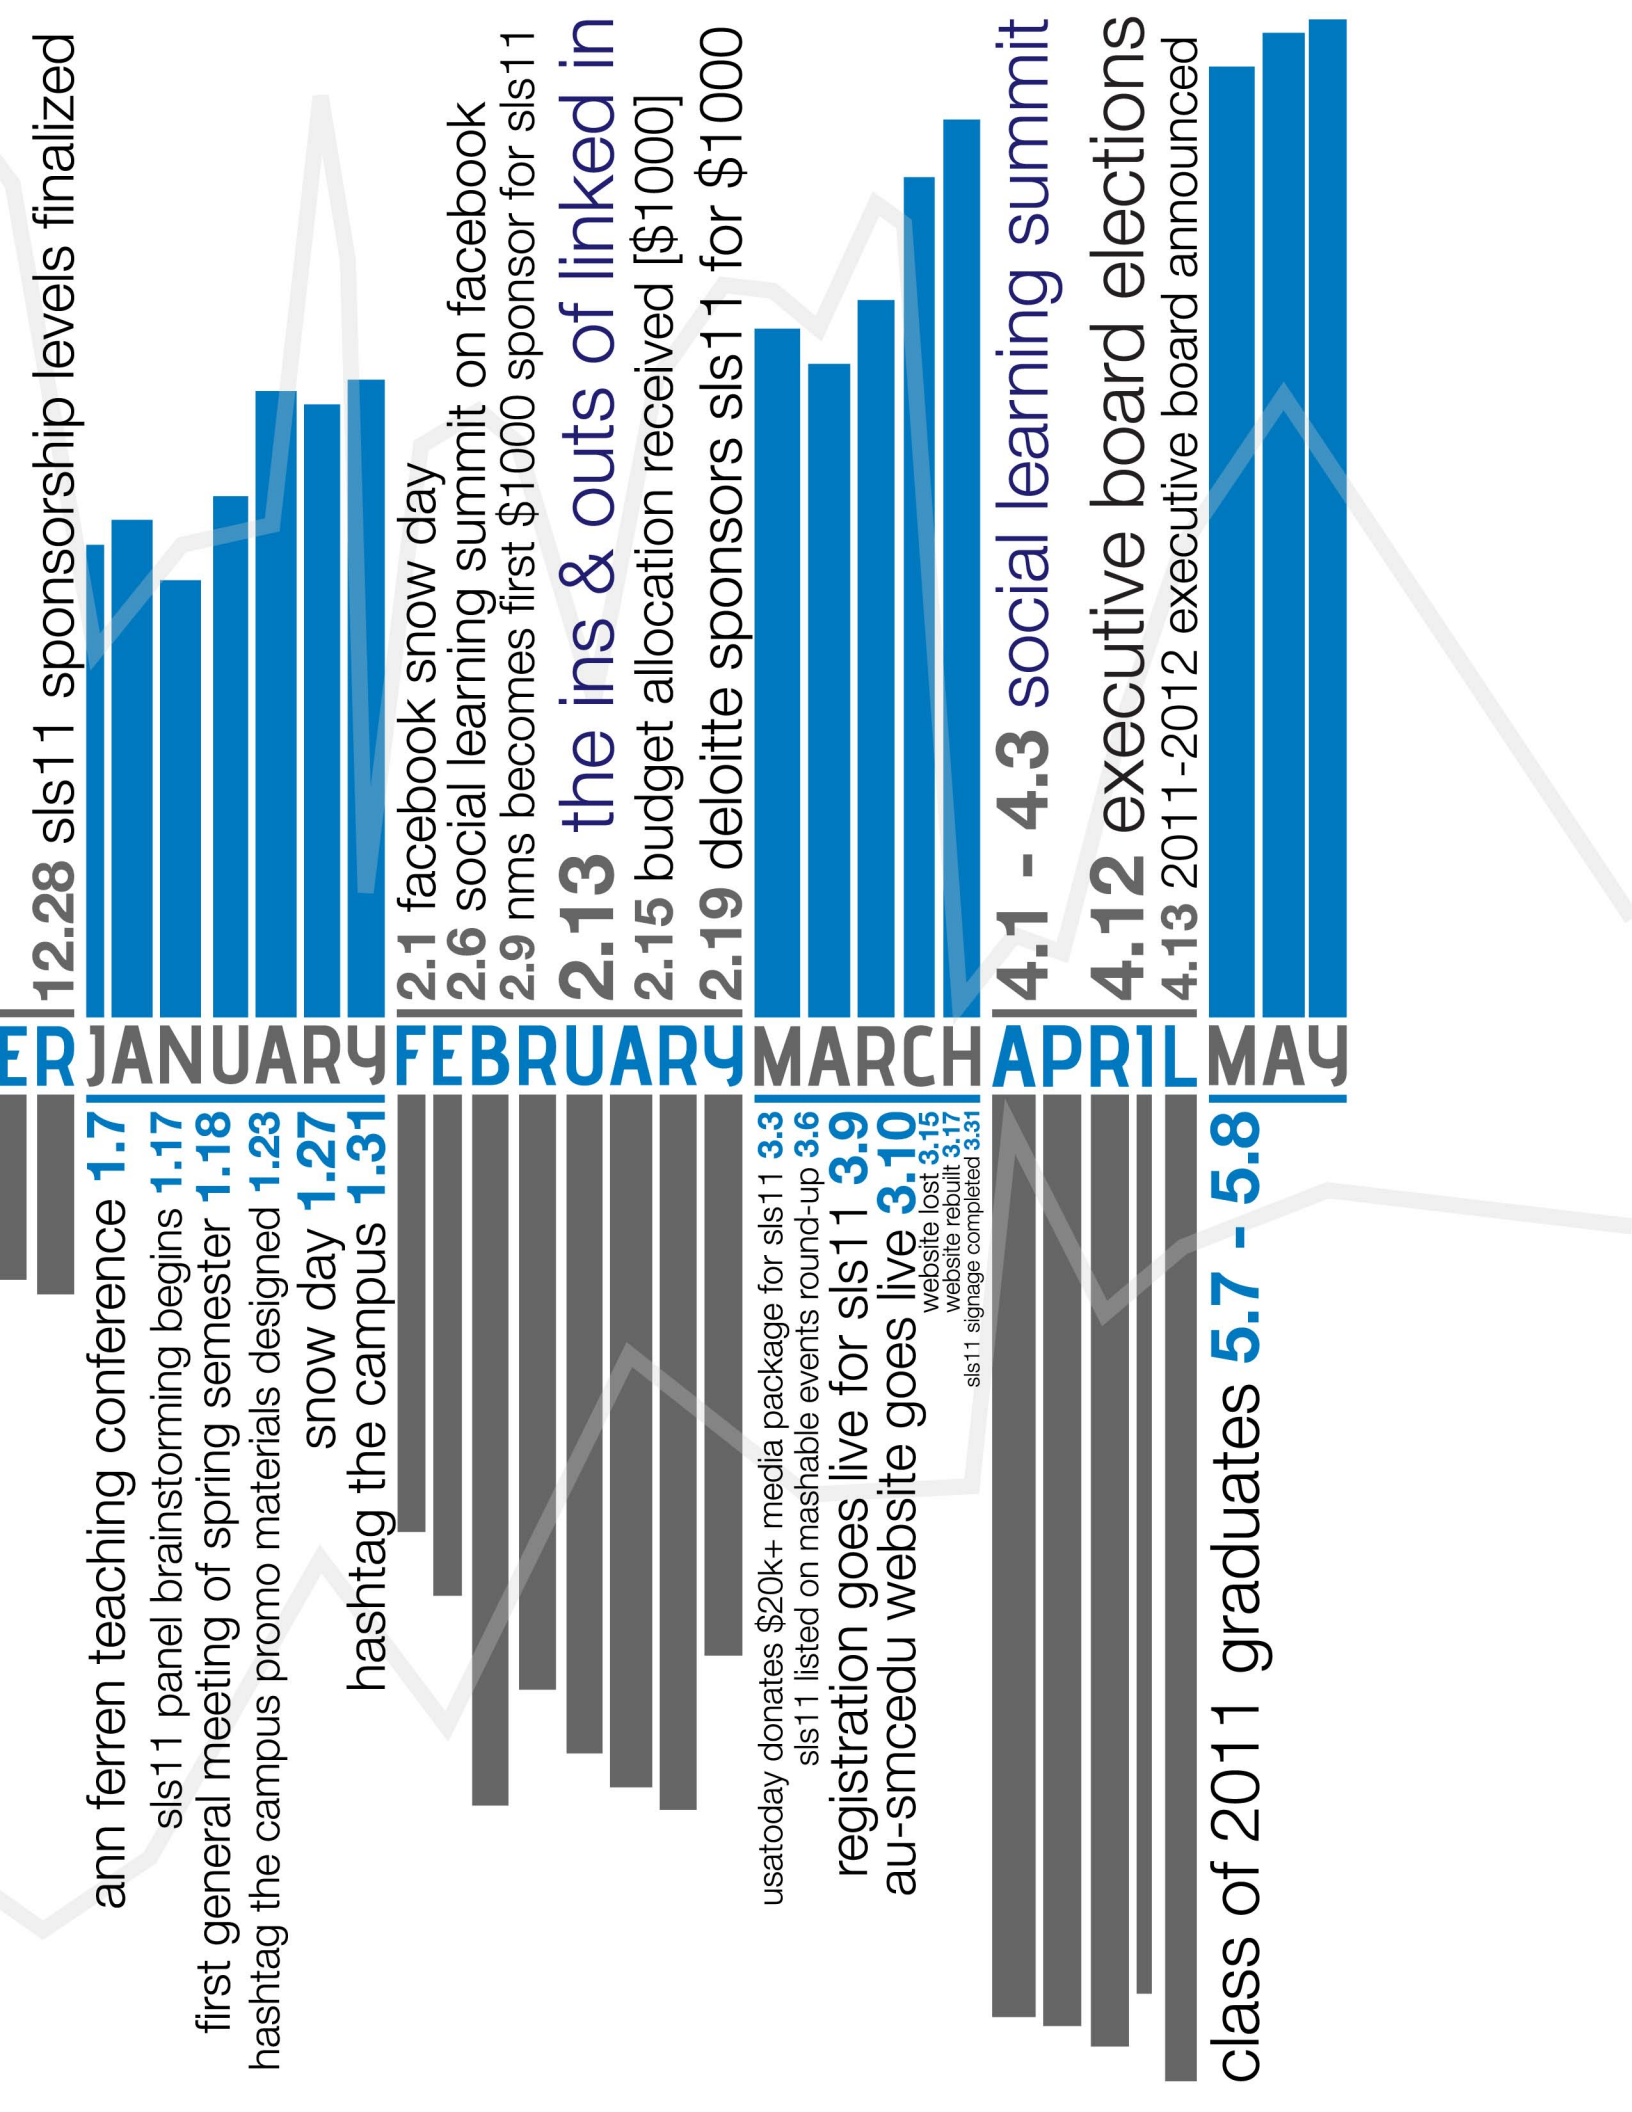 12.28 sls11 sponsorship levels finalized
ER
JANUARY
ann ferren teaching conference 1.7
sls11 panel brainstorming begins 1.17
first general meeting of spring semester 1.18
hashtag the campus promo materials designed 1.23
snow day 1.27
hashtag the campus 1.31
2.1 facebook snow day
2.6 social learning summit on facebook
2.9 nms becomes first $1000 sponsor for sls11
2.13 the ins & outs of linked in
2.15 budget allocation received [$1000]
2.19 deloitte sponsors sls11 for $1000
FEBRUARY
MARCH
usatoday donates $20k+ media package for sls11 3.3
sls11 listed on mashable events round-up 3.6
registration goes live for sls11 3.9
au-smcedu website goes live 3.10
website lost 3.15
website rebuilt 3.17
sls11 signage completed 3.31
4.1 - 4.3 social learning summit
4.12 executive board elections
4.13 2011-2012 executive board announced
APRIL
MAY
class of 2011 graduates 5.7 - 5.8